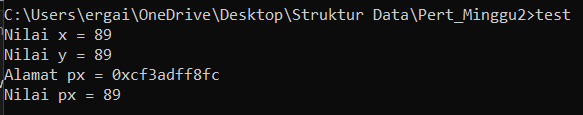 C:\Users\ergai\OneDrive\Desktop\Struktur Data\Pert_Minggu2>test
Nilai x = 89
Nilai y = 89
Alamat px = 0xcf3adff8fc
Nilai px = 89